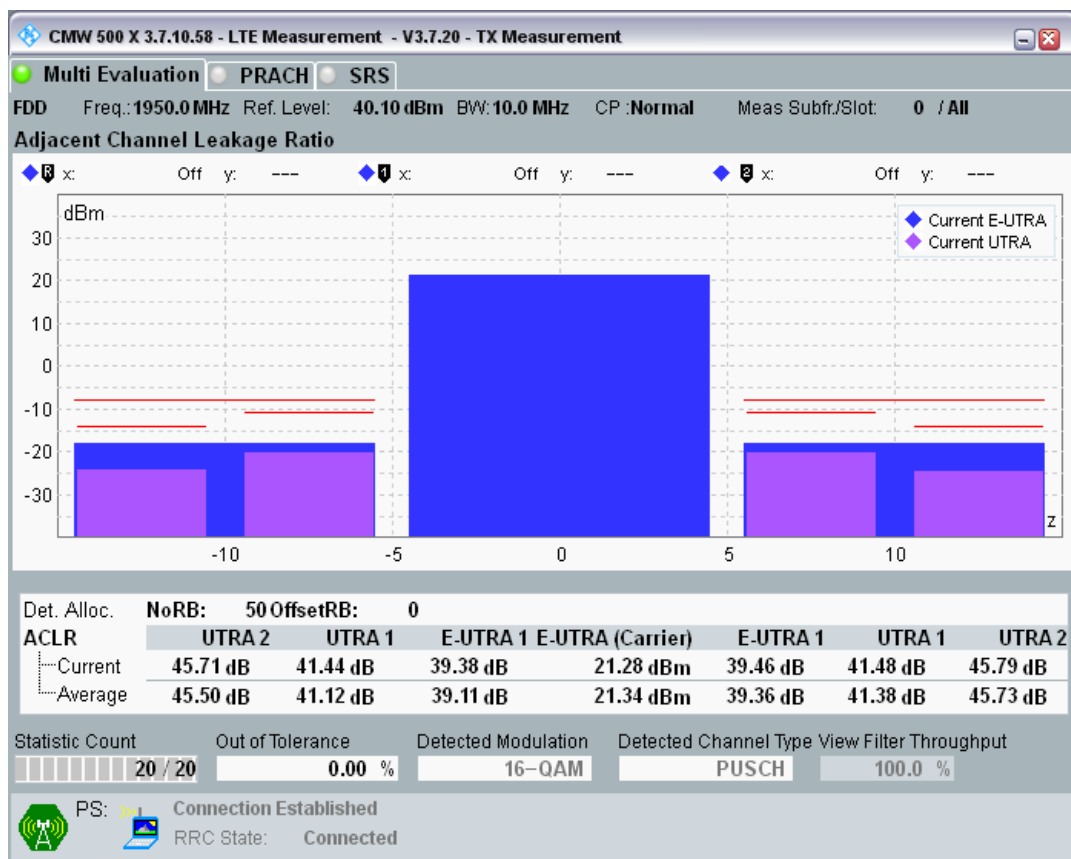 CMW 500 X 3.7.10.58 - LTE Measurement - V3.7.20 - TX Measurement
Multi Evaluation PRACH SRS
FDD Freq.: 1950.0 MHz Ref. Level: 40.10 dBm BW: 10.0 MHz CP :Normal Meas Subfr./Slot: 0 / All
Adjacent Channel Leakage Ratio
R x: Off y: --- 1 x: Off y: --- 2 x: Off y: ---
dBm
Current E-UTRA
Current UTRA
30
20
10
0
-10
-20
-30
z
-10 -5 0 5 10
Det. Alloc. NoRB: 50 OffsetRB: 0
ACLR UTRA 2 UTRA 1 E-UTRA 1 E-UTRA (Carrier) E-UTRA 1 UTRA 1 UTRA 2
Current 45.71 dB 41.44 dB 39.38 dB 21.28 dBm 39.46 dB 41.48 dB 45.79 dB
Average 45.50 dB 41.12 dB 39.11 dB 21.34 dBm 39.36 dB 41.38 dB 45.73 dB
Statistic Count Out of Tolerance Detected Modulation Detected Channel Type View Filter Throughput
20 / 20 0.00 % 16-QAM PUSCH 100.0 %
PS: Connection Established
RRC State: Connected